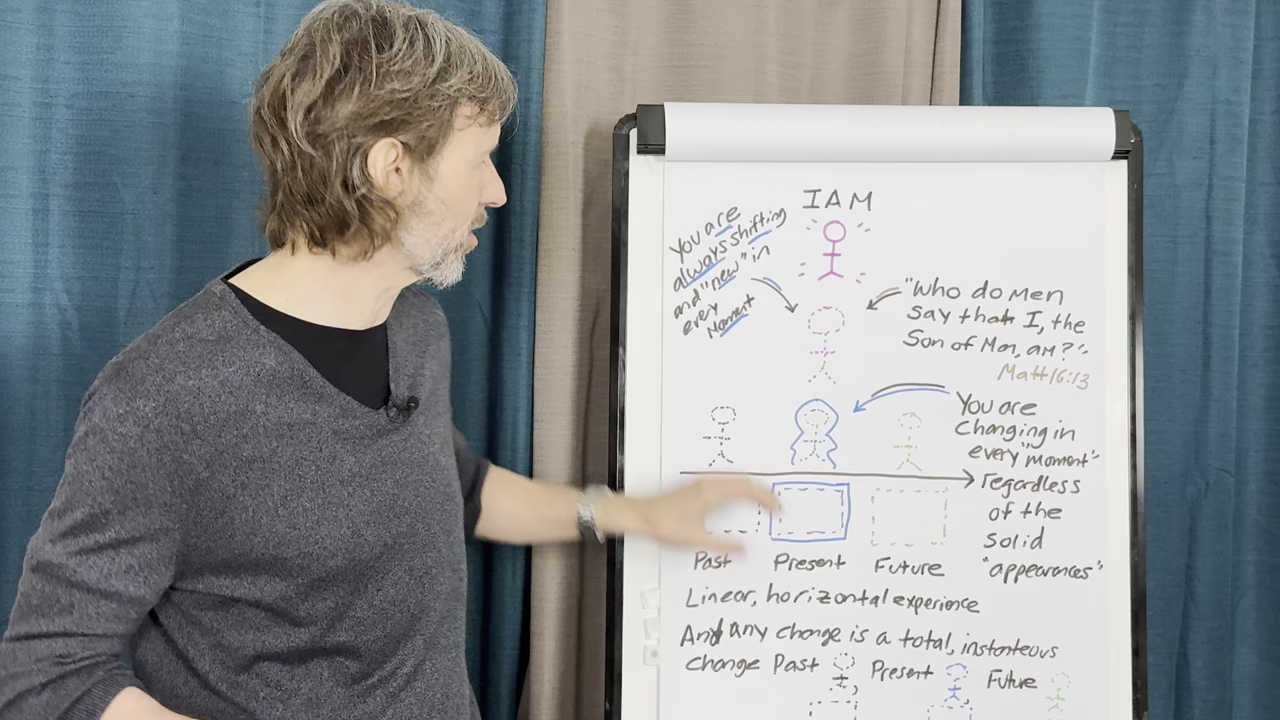 I AM
You are
always shifting
and "new" in
every
Moment
"Who do men
say that I, the
Son of Man, am?"
Matt 16:13
You are
changing in
every "moment"
regardless
of the
solid
"appearances"
Past Present Future
Linear, horizontal experience
And any change is a total, instanteous
change Past Present Future